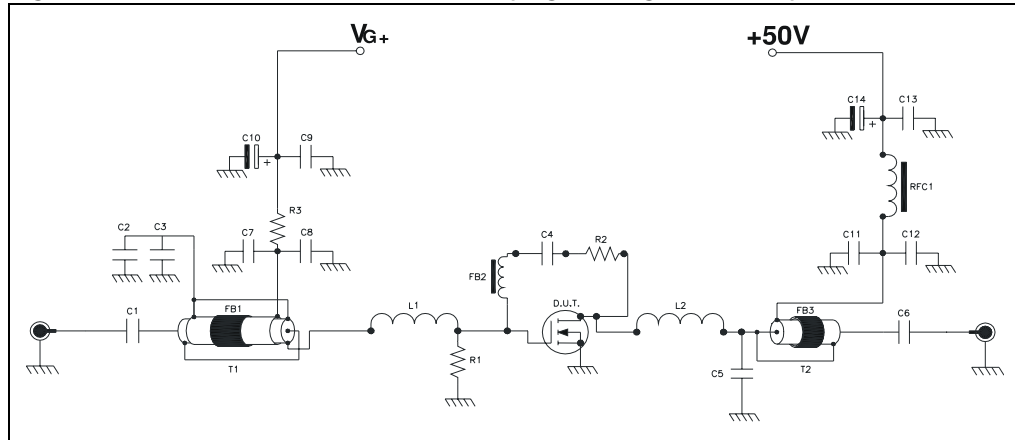 VG+
+50V
C10
C9
C14
C13
+
+
RFC1
R3
C2
C3
C7
C8
C4
R2
C11
C12
FB2
D.U.T.
C1
FB1
L1
L2
FB3
C6
R1
T1
C5
T2